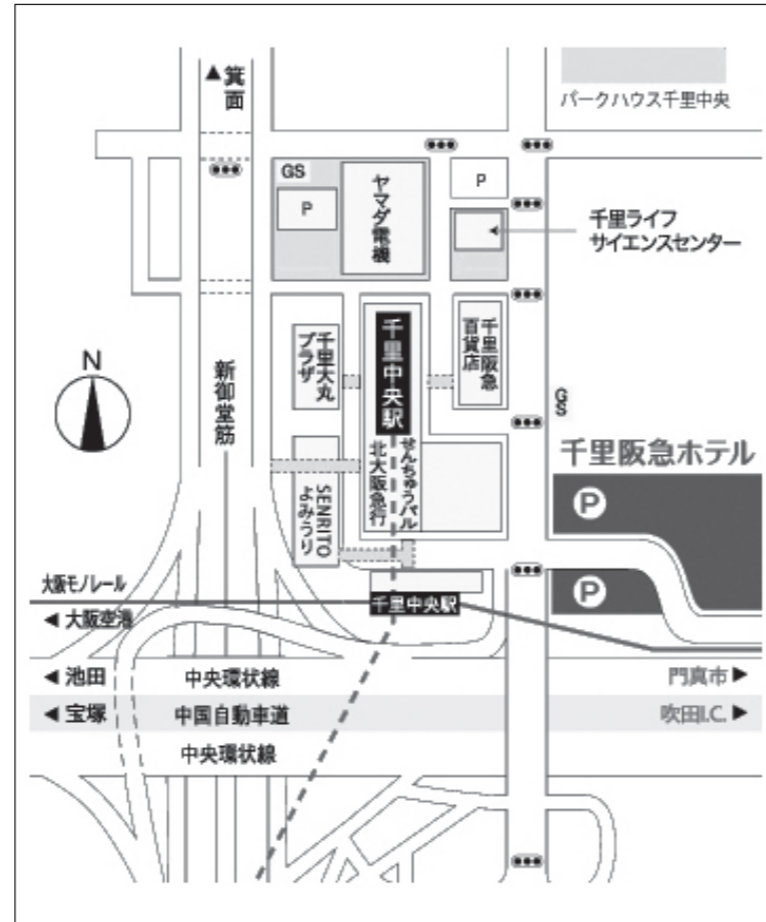 ▲箕面
パークハウス千里中央
GS
P
ヤマダ電機
P
千里ライフ
サイエンスセンター
N
新御堂筋
千里大丸
プラザ
千里中央駅
千里阪急
百貨店
GS
北大阪急行
せんちゅうパル
SENRITO
よみうり
千里阪急ホテル
P
P
大阪モノレール
◀大阪空港
千里中央駅
◀池田
中央環状線
門真市▶
◀宝塚
中国自動車道
吹田I.C.▶
中央環状線